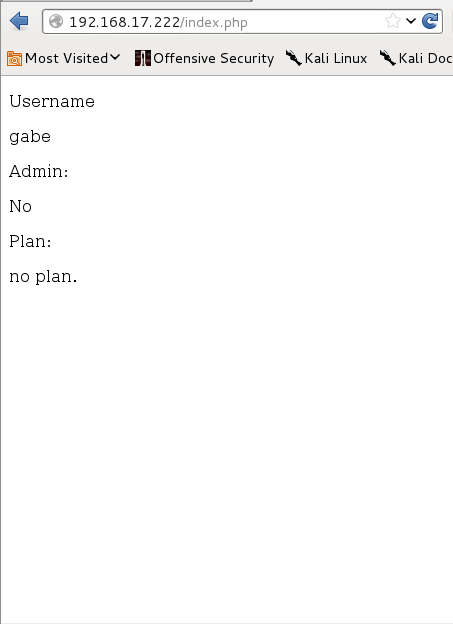 192.168.17.222/index.php
Most Visited Offensive Security Kali Linux Kali Doc
Username
gabe
Admin:
No
Plan:
no plan.